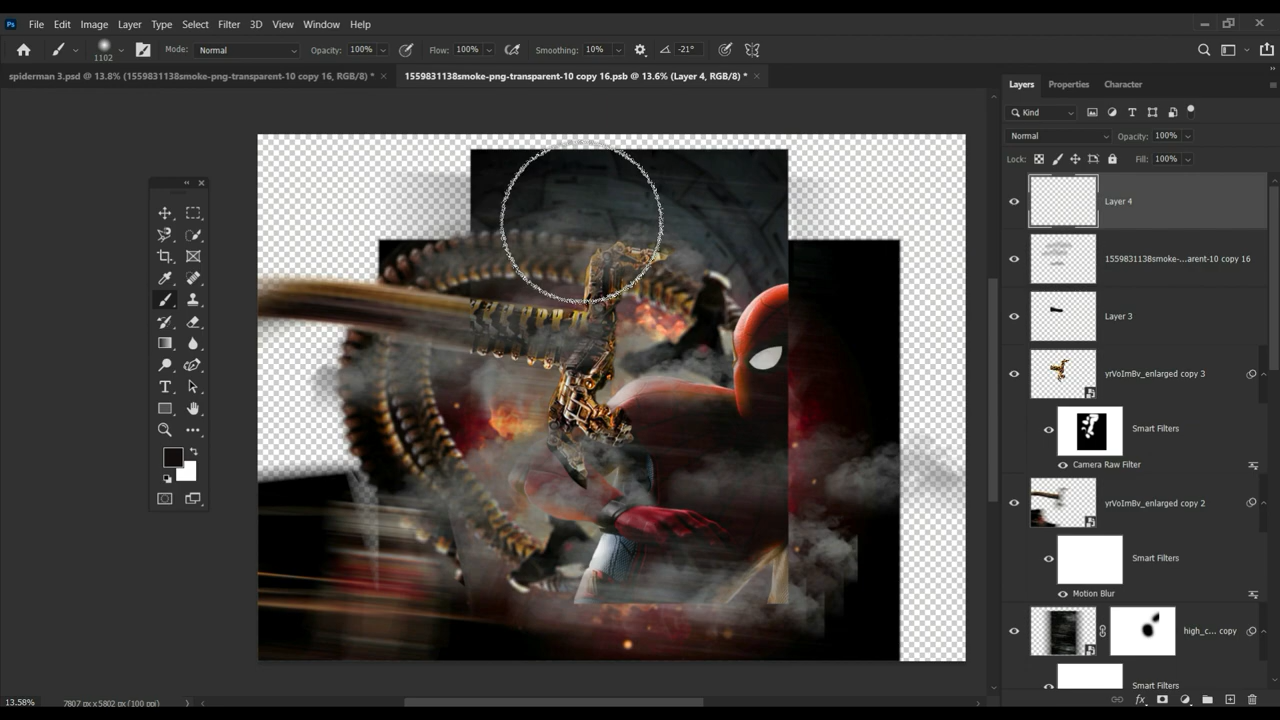 Ps File Edit Image Layer Type Select Filter 3D View Window Help
1102 Mode: Normal Opacity: 100% Flow: 100% Smoothing: 10% -21°
spiderman 3.psd @ 13.8% (1559831138smoke-png-transparent-10 copy 16, RGB/8) * × 1559831138smoke-png-transparent-10 copy 16.psb @ 13.6% (Layer 4, RGB/8) * ×
Layers Properties Character
Kind
Normal Opacity: 100%
Lock: Fill: 100%
Layer 4
1559831138smoke-...arent-10 copy 16
Layer 3
yrVoImBv_enlarged copy 3
Smart Filters
Camera Raw Filter
yrVoImBv_enlarged copy 2
Smart Filters
Motion Blur
high_c... copy
Smart Filters
13.58% 7807 px x 5802 px (314 ppi)